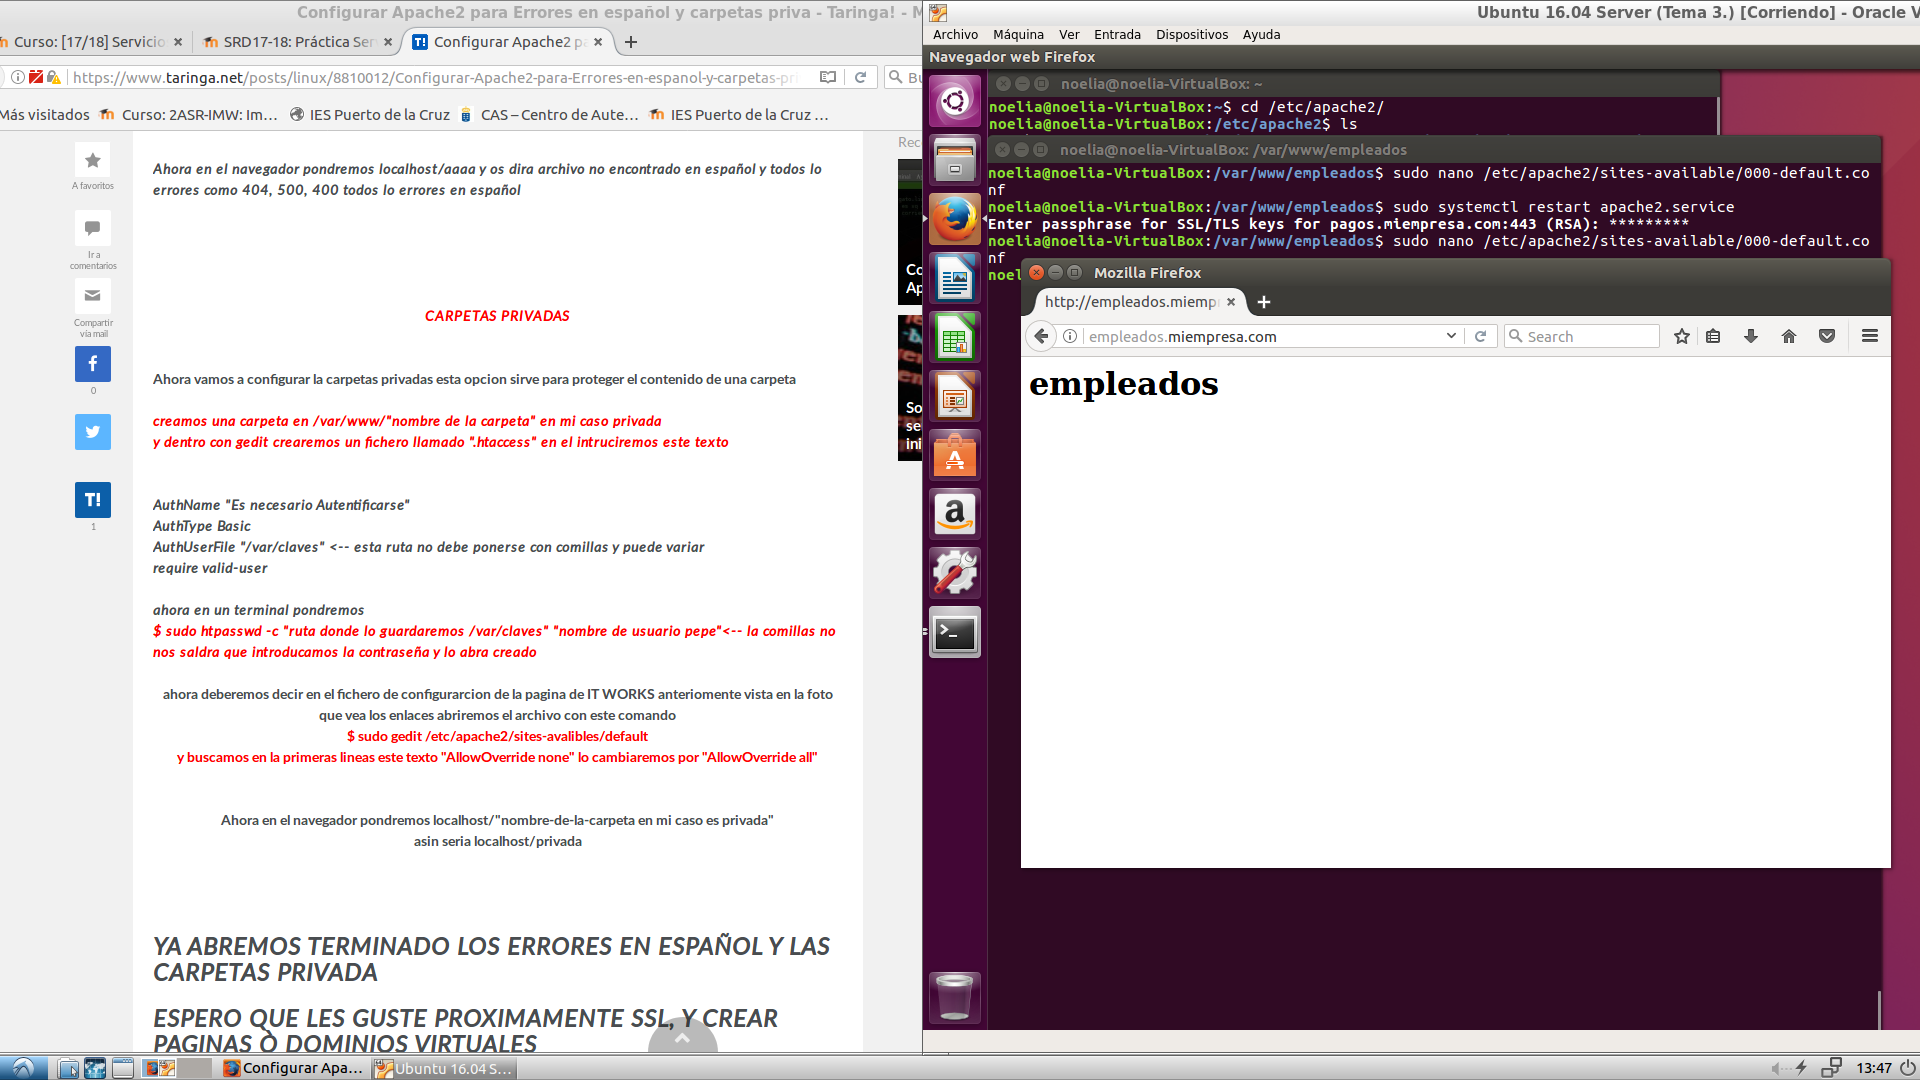 Configurar Apache2 para Errores en español y carpetas priva - Taringa! - M
Curso: [17/18] Servicio
SRD17-18: Práctica Ser
Configurar Apache2 pa
https://www.taringa.net/posts/linux/8810012/Configurar-Apache2-para-Errores-en-espanol-y-carpetas-pri
Bu
Más visitados
Curso: 2ASR-IMW: Im...
IES Puerto de la Cruz
CAS – Centro de Aute...
IES Puerto de la Cruz ...
A favoritos
Ir a
comentarios
Compartir
vía mail
0
T!
1
Rec
Co
Ap
So
se
ini
Ahora en el navegador pondremos localhost/aaaa y os dira archivo no encontrado en español y todos lo
errores como 404, 500, 400 todos lo errores en español
CARPETAS PRIVADAS
Ahora vamos a configurar la carpetas privadas esta opcion sirve para proteger el contenido de una carpeta
creamos una carpeta en /var/www/"nombre de la carpeta" en mi caso privada
y dentro con gedit crearemos un fichero llamado ".htaccess" en el intruciremos este texto
AuthName "Es necesario Autentificarse"
AuthType Basic
AuthUserFile "/var/claves" <-- esta ruta no debe ponerse con comillas y puede variar
require valid-user
ahora en un terminal pondremos
$ sudo htpasswd -c "ruta donde lo guardaremos /var/claves" "nombre de usuario pepe"<-- la comillas no
nos saldra que introducamos la contraseña y lo abra creado
ahora deberemos decir en el fichero de configurarcion de la pagina de IT WORKS anteriomente vista en la foto
que vea los enlaces abriremos el archivo con este comando
$ sudo gedit /etc/apache2/sites-avalibles/default
y buscamos en la primeras lineas este texto "AllowOverride none" lo cambiaremos por "AllowOverride all"
Ahora en el navegador pondremos localhost/"nombre-de-la-carpeta en mi caso es privada"
asin seria localhost/privada
YA ABREMOS TERMINADO LOS ERRORES EN ESPAÑOL Y LAS
CARPETAS PRIVADA
ESPERO QUE LES GUSTE PROXIMAMENTE SSL, Y CREAR
PAGINAS O DOMINIOS VIRTUALES
Ubuntu 16.04 Server (Tema 3.) [Corriendo] - Oracle V
Archivo Máquina Ver Entrada Dispositivos Ayuda
Navegador web Firefox
noelia@noelia-VirtualBox: ~
noelia@noelia-VirtualBox:~$ cd /etc/apache2/
noelia@noelia-VirtualBox:/etc/apache2$ ls
noelia@noelia-VirtualBox: /var/www/empleados
noelia@noelia-VirtualBox:/var/www/empleados$ sudo nano /etc/apache2/sites-available/000-default.co
nf
noelia@noelia-VirtualBox:/var/www/empleados$ sudo systemctl restart apache2.service
Enter passphrase for SSL/TLS keys for pagos.miempresa.com:443 (RSA): *********
noelia@noelia-VirtualBox:/var/www/empleados$ sudo nano /etc/apache2/sites-available/000-default.co
nf
noel
Mozilla Firefox
http://empleados.miemp
empleados.miempresa.com
Search
empleados
Configurar Apa...
Ubuntu 16.04 S...
13:47